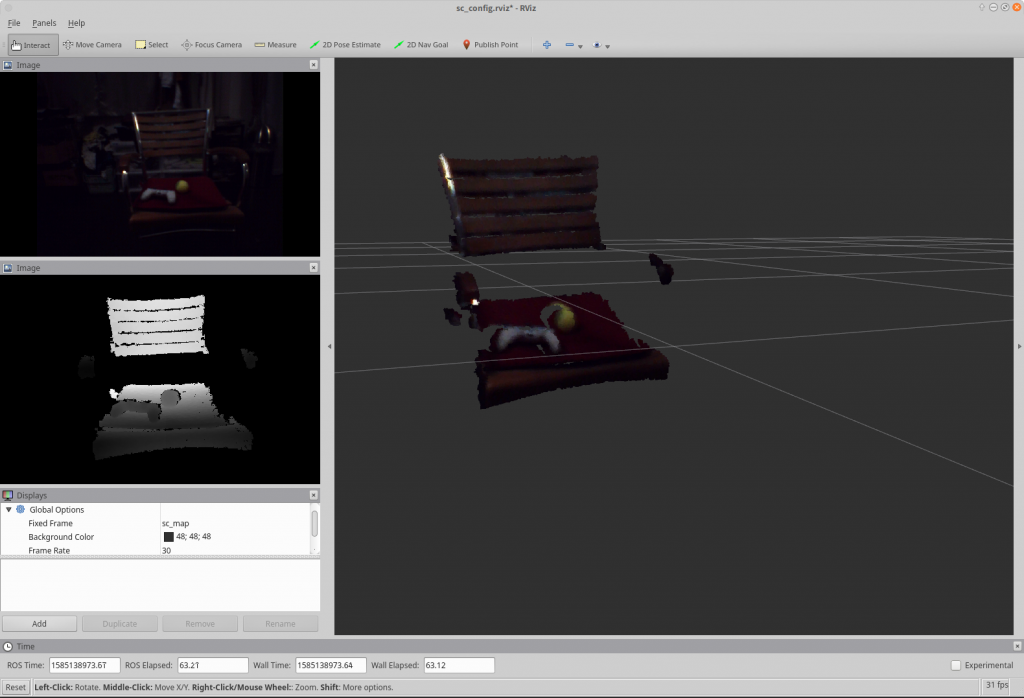 sc_config.rviz* - RViz
File Panels Help
Interact Move Camera Select Focus Camera Measure 2D Pose Estimate 2D Nav Goal Publish Point
Image
Image
Displays
Global Options
Fixed Frame sc_map
Background Color 48; 48; 48
Frame Rate 30
Add Duplicate Remove Rename
Time
ROS Time: 1585138973.67 ROS Elapsed: 63.21 Wall Time: 1585138973.64 Wall Elapsed: 63.12 Experimental
Reset Left-Click: Rotate. Middle-Click: Move X/Y. Right-Click/Mouse Wheel:: Zoom. Shift: More options. 31 fps